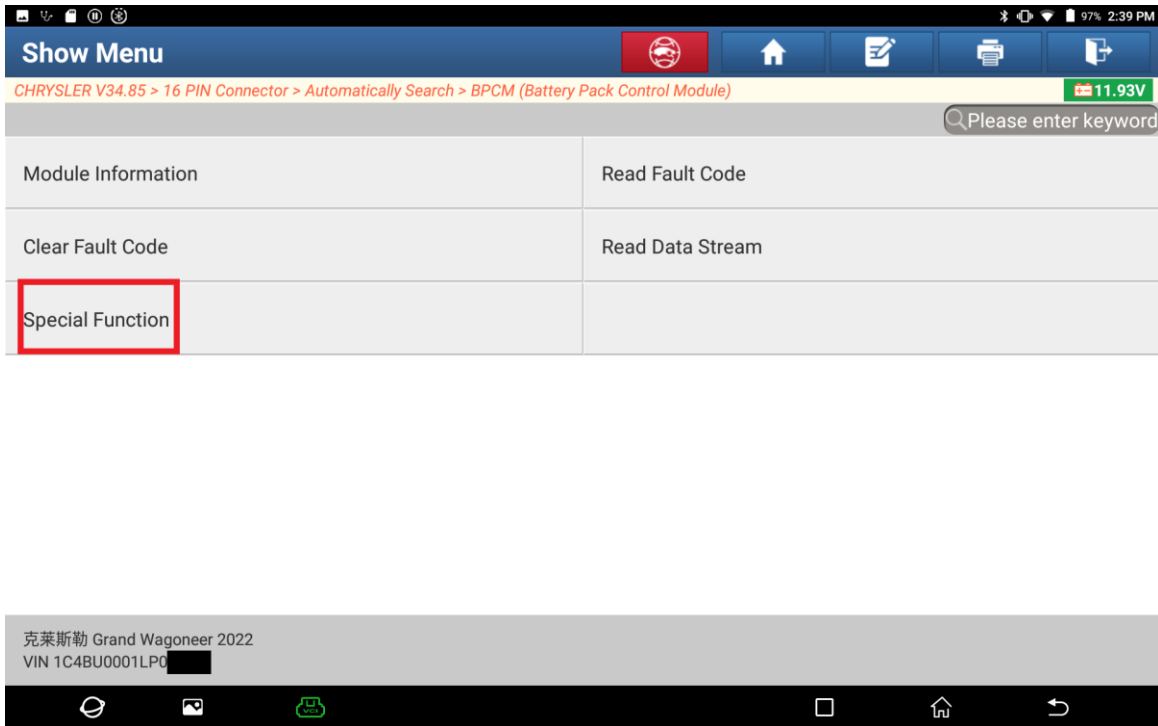 97% 2:39 PM
Show Menu
CHRYSLER V34.85 > 16 PIN Connector > Automatically Search > BPCM (Battery Pack Control Module)
11.93V
Please enter keyword
Module Information
Read Fault Code
Clear Fault Code
Read Data Stream
Special Function
克莱斯勒 Grand Wagoneer 2022
VIN 1C4BU0001LP0
VCI